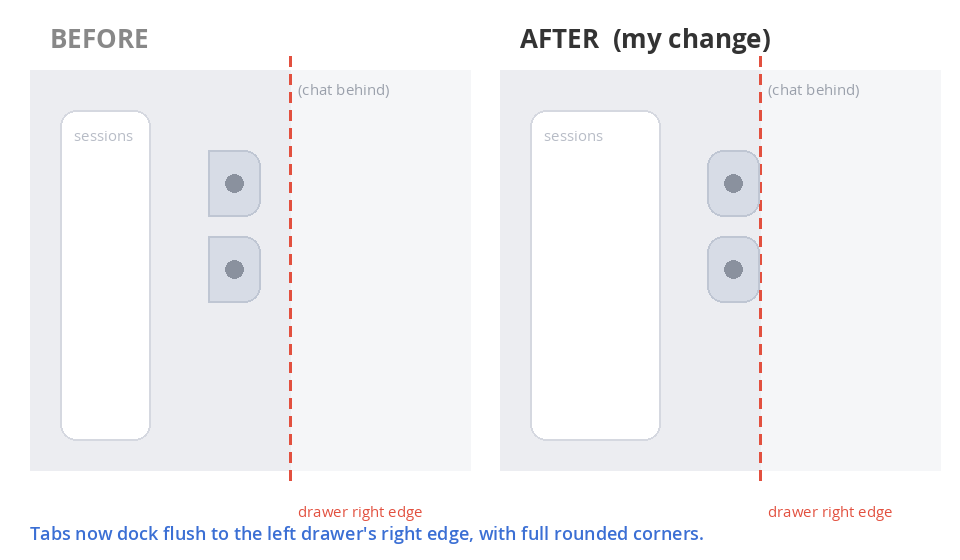 BEFORE
AFTER (my change)
(chat behind)
(chat behind)
sessions
sessions
drawer right edge
drawer right edge
Tabs now dock flush to the left drawer's right edge, with full rounded corners.